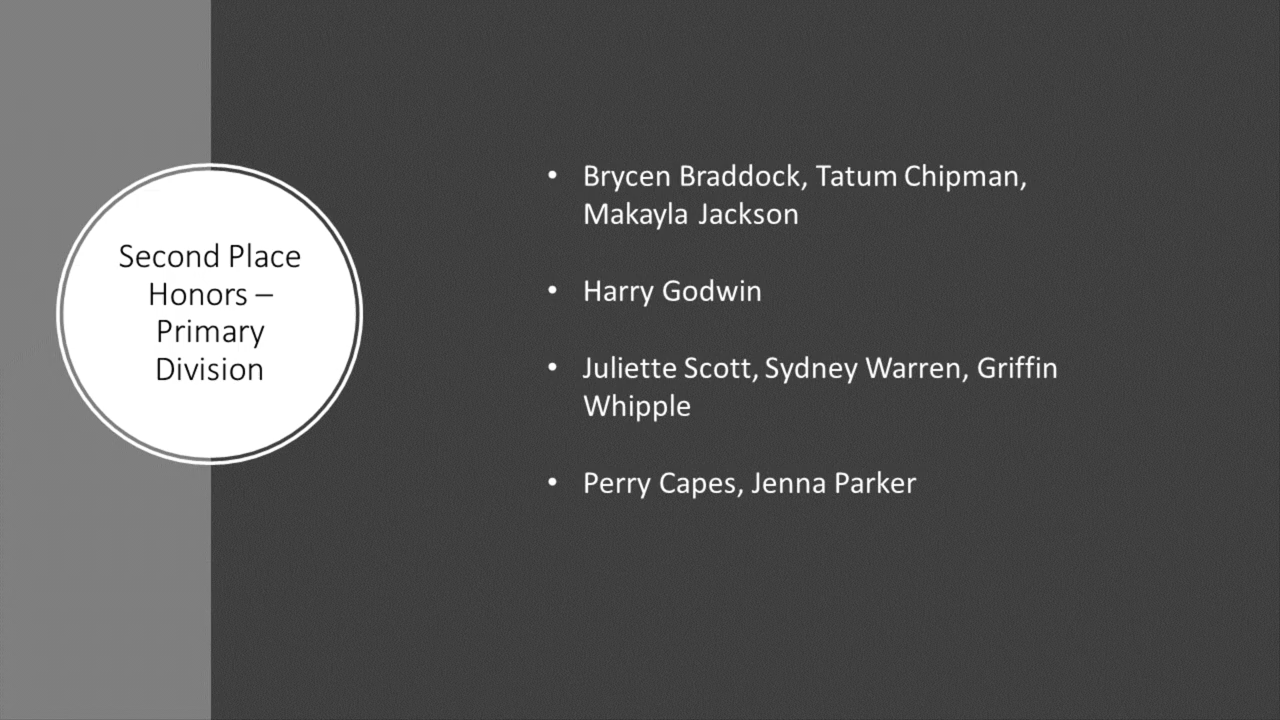 Second Place
Honors –
Primary
Division
• Brycen Braddock, Tatum Chipman,
Makayla Jackson
• Harry Godwin
• Juliette Scott, Sydney Warren, Griffin
Whipple
• Perry Capes, Jenna Parker